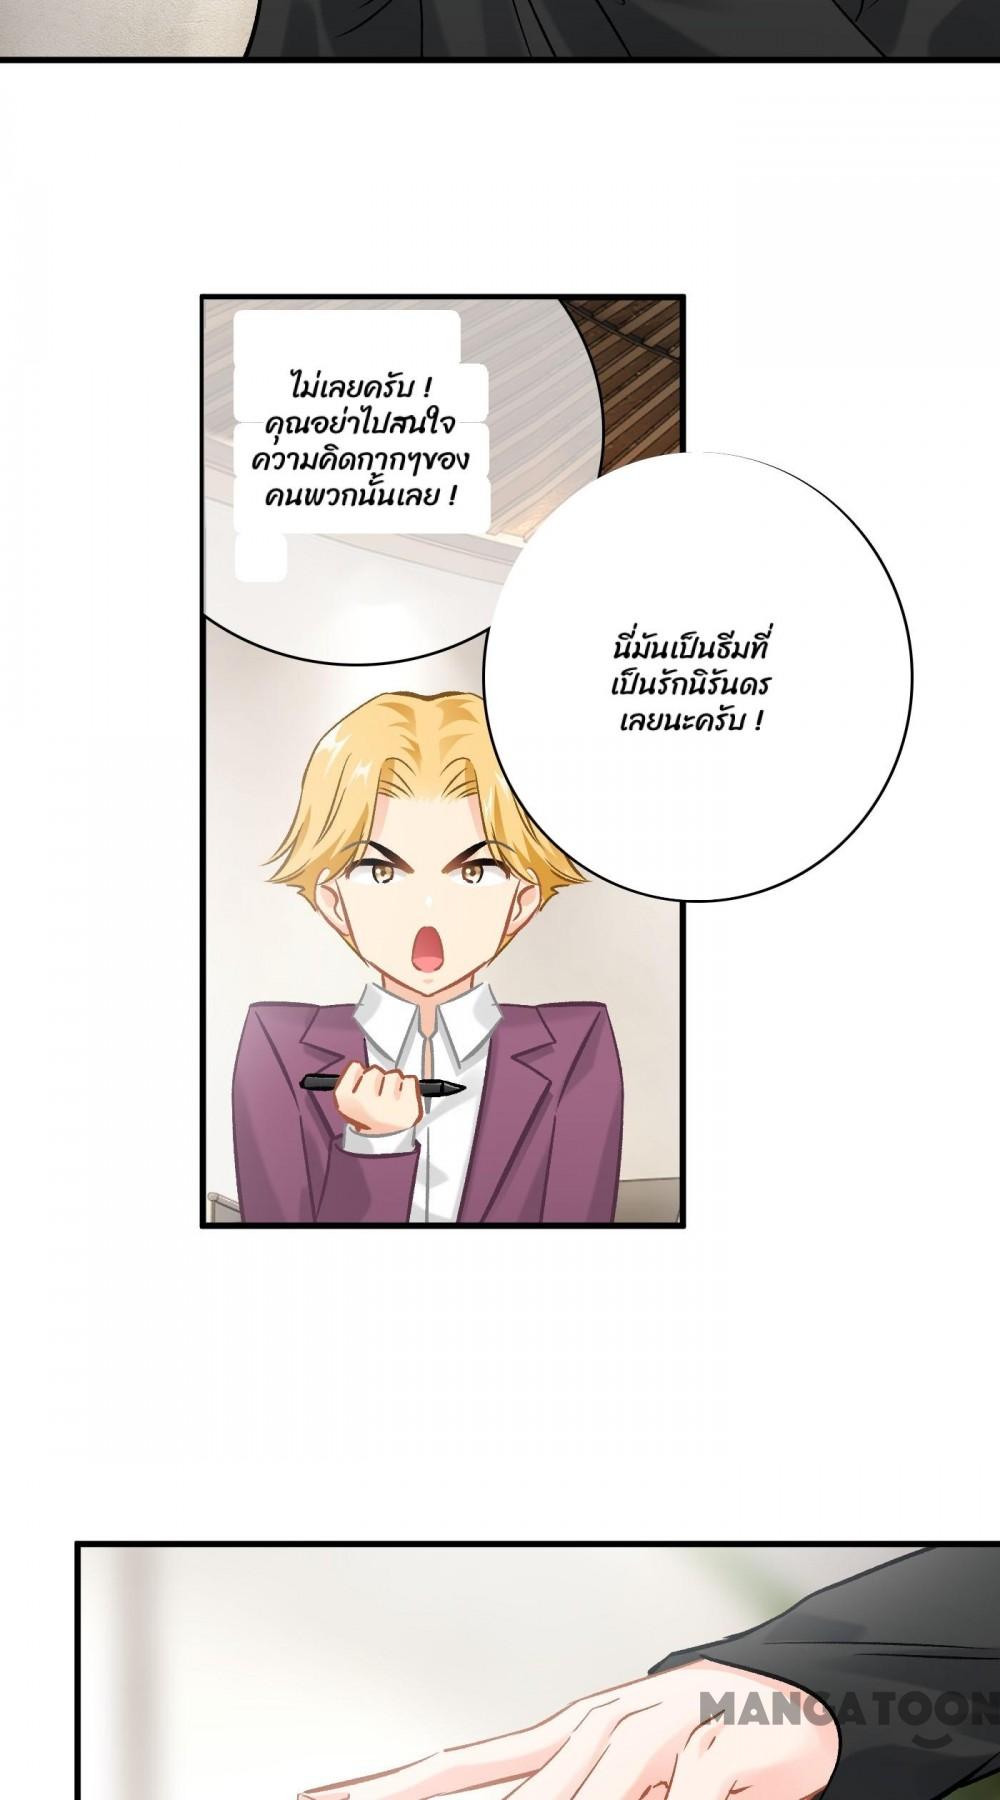 ไม่เลยครับ !
คุณอย่าไปสนใจ
ความคิดกากๆของ
คนพวกนั้นเลย !
นี่มันเป็นธีมที่
เป็นรักนิรันดร
เลยนะครับ !
MANGATOON